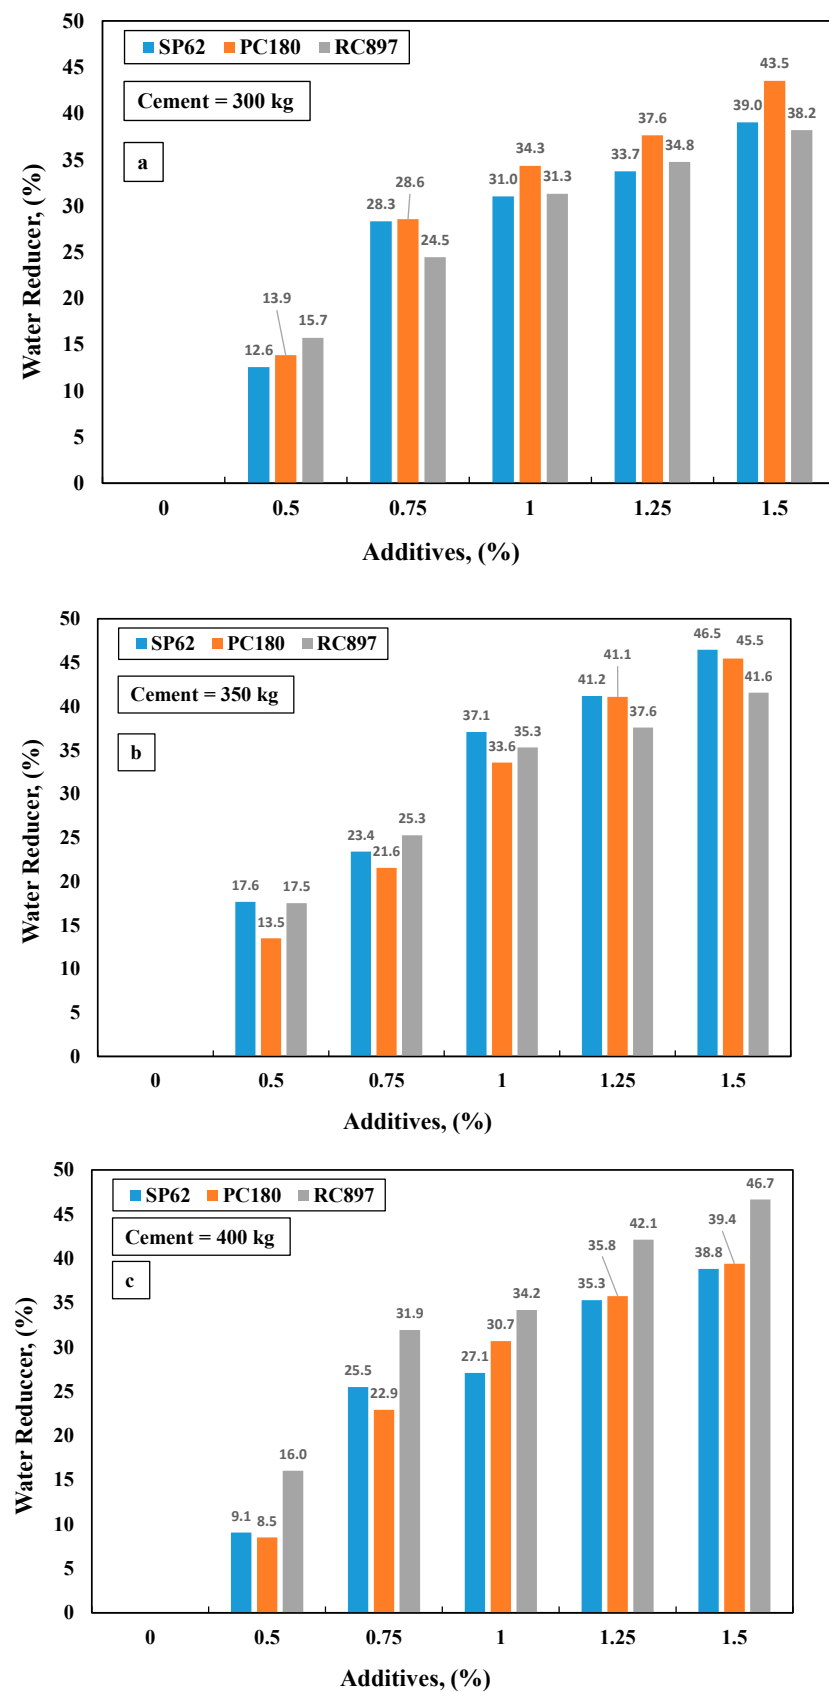 50
SP62 PC180 RC897
45
43.5
Cement = 300 kg
40
39.0 38.2
37.6
35
34.3 33.7 34.8
a
31.0 31.3
30
28.3 28.6
25
24.5
20
15
13.9 15.7
12.6
10
5
0
0 0.5 0.75 1 1.25 1.5
Water Reducer, (%)
Additives, (%)
50
SP62 PC180 RC897
46.5 45.5
45
41.2 41.1 41.6
Cement = 350 kg
40
37.1 37.6
35
33.6 35.3
b
30
25
23.4 21.6 25.3
20
17.6 17.5
15
13.5
10
5
0
0 0.5 0.75 1 1.25 1.5
Water Reducer, (%)
Additives, (%)
50
SP62 PC180 RC897
46.7
45
42.1
Cement = 400 kg
40
38.8 39.4
35
35.3 35.8
34.2
c
31.9
30
30.7
27.1
25
25.5 22.9
20
16.0
15
10
9.1 8.5
5
0
0 0.5 0.75 1 1.25 1.5
Water Reduccer, (%)
Additives, (%)